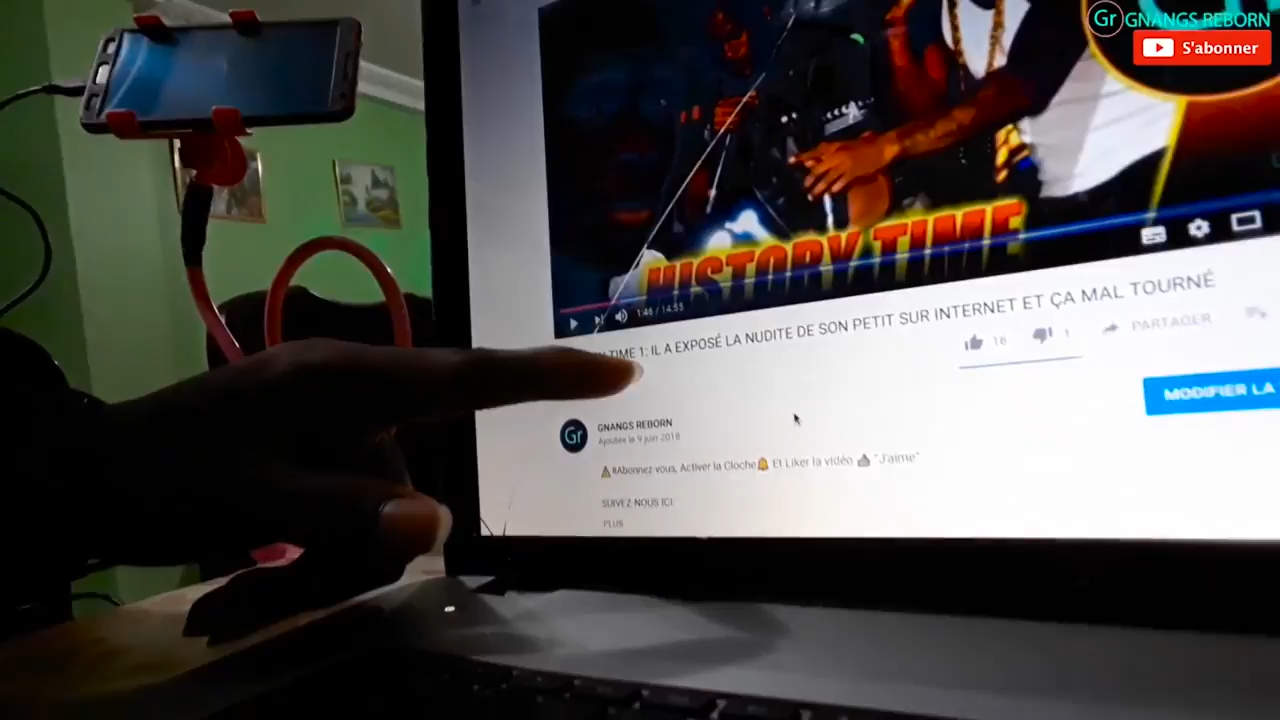 Gr GNANGS REBORN
S'abonner
HISTORY TIME
1:46 / 14:55
TIME 1: IL A EXPOSÉ LA NUDITE DE SON PETIT SUR INTERNET ET ÇA MAL TOURNÉ
16
1
PARTAGER
MODIFIER LA
Gr
GNANGS REBORN
Ajoutée le 9 juin 2018
#Abonnez vous, Activer la Cloche🔔 Et Liker la vidéo 👍 "J'aime"
SUIVEZ NOUS ICI:
PLUS